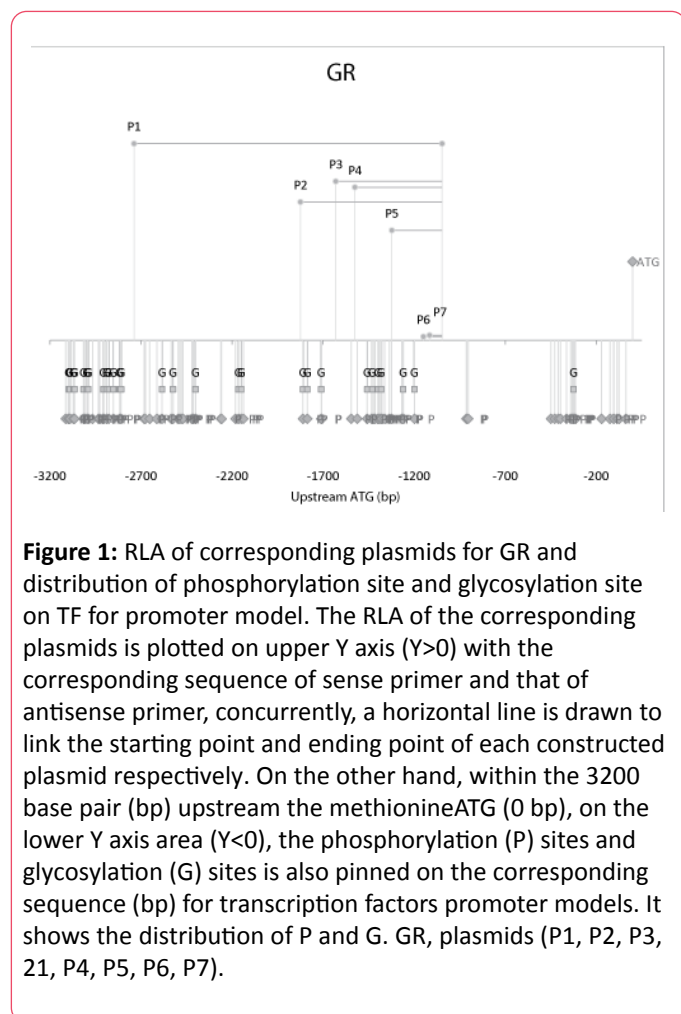 GR
P1
P3
P4
P2
P5
ATG
P7
P6
-3200 -2700 -2200 -1700 -1200 -700 -200
Upstream ATG (bp)
Figure 1: RLA of corresponding plasmids for GR and
distribution of phosphorylation site and glycosylation site
on TF for promoter model. The RLA of the corresponding
plasmids is plotted on upper Y axis (Y>0) with the
corresponding sequence of sense primer and that of
antisense primer, concurrently, a horizontal line is drawn to
link the starting point and ending point of each constructed
plasmid respectively. On the other hand, within the 3200
base pair (bp) upstream the methionineATG (0 bp), on the
lower Y axis area (Y<0), the phosphorylation (P) sites and
glycosylation (G) sites is also pinned on the corresponding
sequence (bp) for transcription factors promoter models. It
shows the distribution of P and G. GR, plasmids (P1, P2, P3,
21, P4, P5, P6, P7).